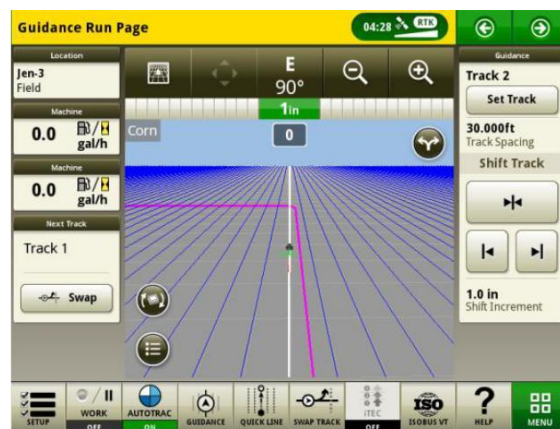 Guidance Run Page
04:28 RTK
Location
Jen-3
Field
Machine
0.0 gal/h
Machine
0.0 gal/h
Next Track
Track 1
Swap
E
90°
1in
0
Corn
Guidance
Track 2
Set Track
30.000ft
Track Spacing
Shift Track
1.0 in
Shift Increment
SETUP
WORK
OFF
AUTOTRAC
ON
GUIDANCE
QUICK LINE
SWAP TRACK
iTEC
OFF
ISO
ISOBUS VT
?
HELP
MENU